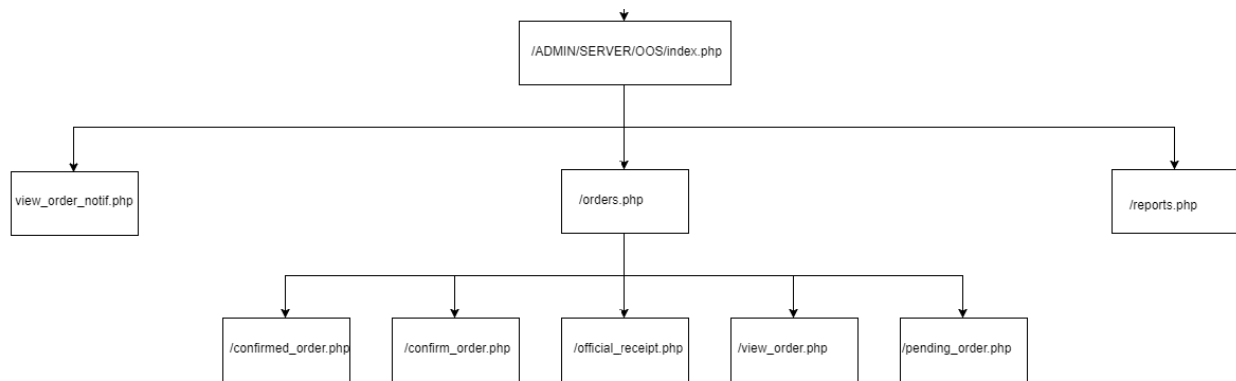 /ADMIN/SERVER/OOS/index.php
view_order_notif.php
/orders.php
/reports.php
/confirmed_order.php
/confirm_order.php
/official_receipt.php
/view_order.php
/pending_order.php